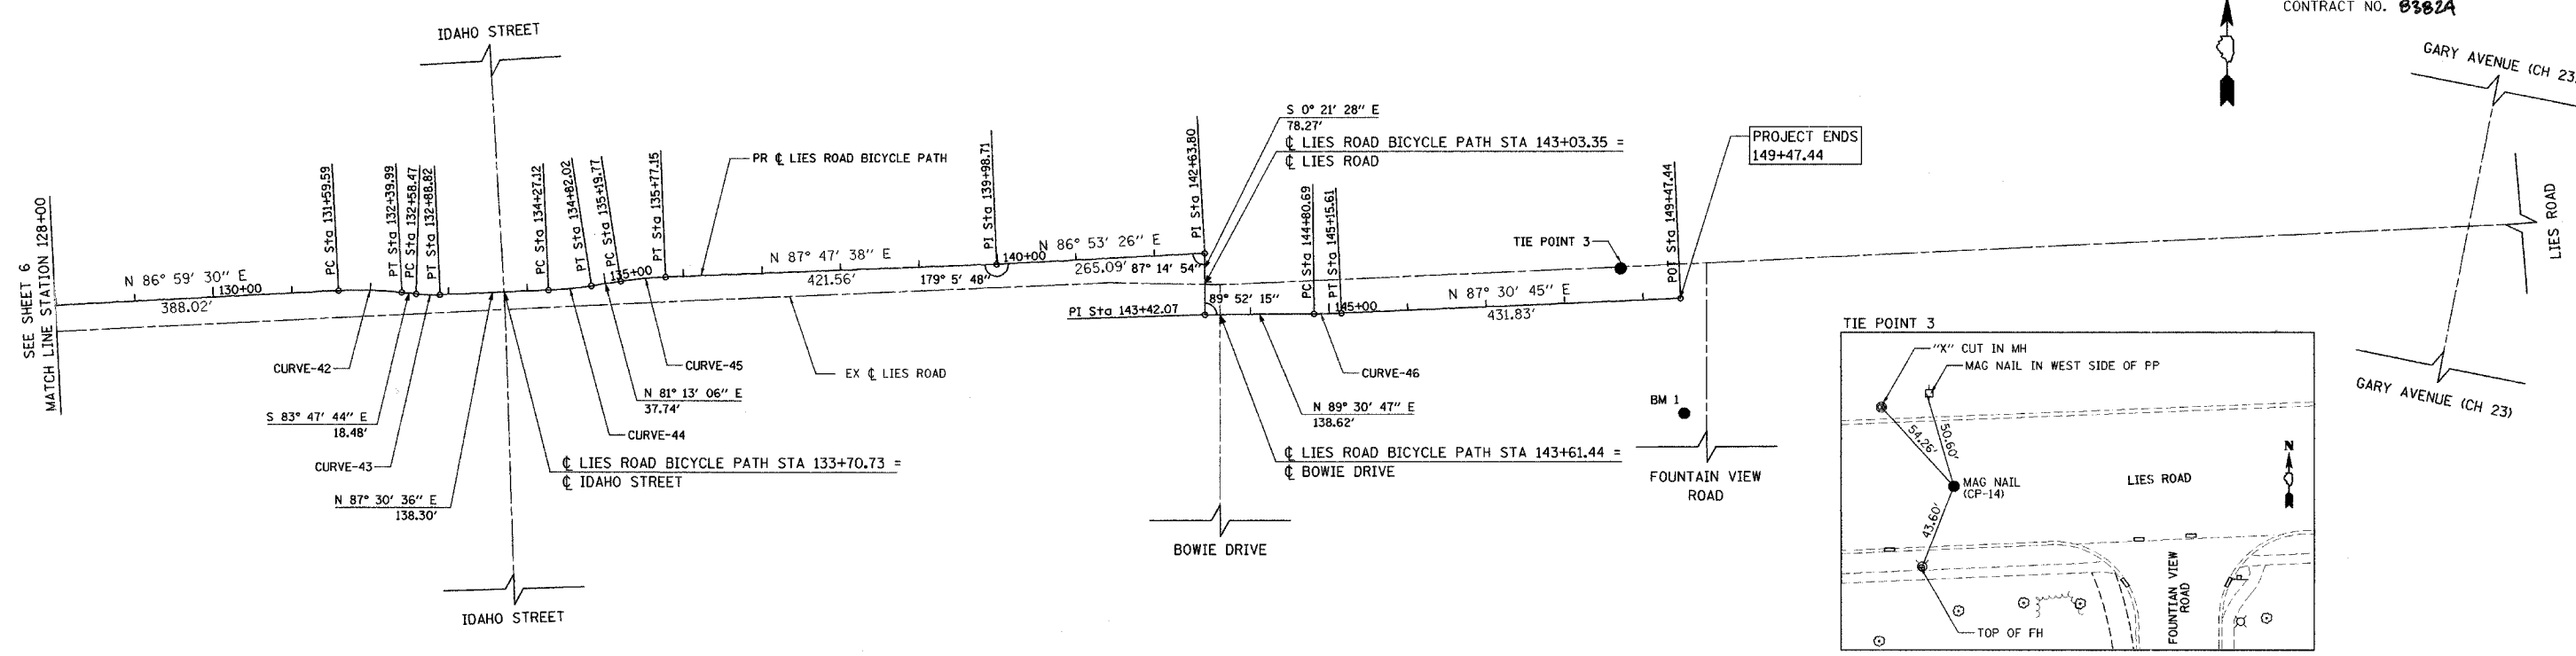 CONTRACT NO. 83824
IDAHO STREET
GARY AVENUE (CH 23
SEE SHEET 6
MATCH LINE STATION 128+00
N 86° 59' 30" E
130+00
388.02'
PC Sta 131+59.59
PT Sta 132+39.99
PC Sta 132+58.47
PT Sta 132+88.82
PC Sta 134+27.12
PT Sta 134+82.02
PC Sta 135+19.77
135+00
PT Sta 135+77.15
PR ℄ LIES ROAD BICYCLE PATH
N 87° 47' 38" E
421.56'
PI Sta 139+98.71
140+00
179° 5' 48"
N 86° 53' 26" E
265.09'
87° 14' 54"
PI Sta 142+63.80
S 0° 21' 28" E
78.27'
℄ LIES ROAD BICYCLE PATH STA 143+03.35 =
℄ LIES ROAD
PROJECT ENDS
149+47.44
TIE POINT 3
POT Sta 149+47.44
PC Sta 144+80.69
PT Sta 145+15.61
145+00
N 87° 30' 45" E
431.83'
89° 52' 15"
PI Sta 143+42.07
LIES ROAD
CURVE-42
S 83° 47' 44" E
18.48'
CURVE-43
N 87° 30' 36" E
138.30'
℄ LIES ROAD BICYCLE PATH STA 133+70.73 =
℄ IDAHO STREET
CURVE-44
N 81° 13' 06" E
37.74'
CURVE-45
EX ℄ LIES ROAD
CURVE-46
N 89° 30' 47" E
138.62'
℄ LIES ROAD BICYCLE PATH STA 143+61.44 =
℄ BOWIE DRIVE
BM 1
FOUNTAIN VIEW
ROAD
BOWIE DRIVE
IDAHO STREET
GARY AVENUE (CH 23)
TIE POINT 3
"X" CUT IN MH
MAG NAIL IN WEST SIDE OF PP
54.26'
50.60'
MAG NAIL
(CP-14)
43.60'
LIES ROAD
N
FOUNTIAN VIEW
ROAD
TOP OF FH